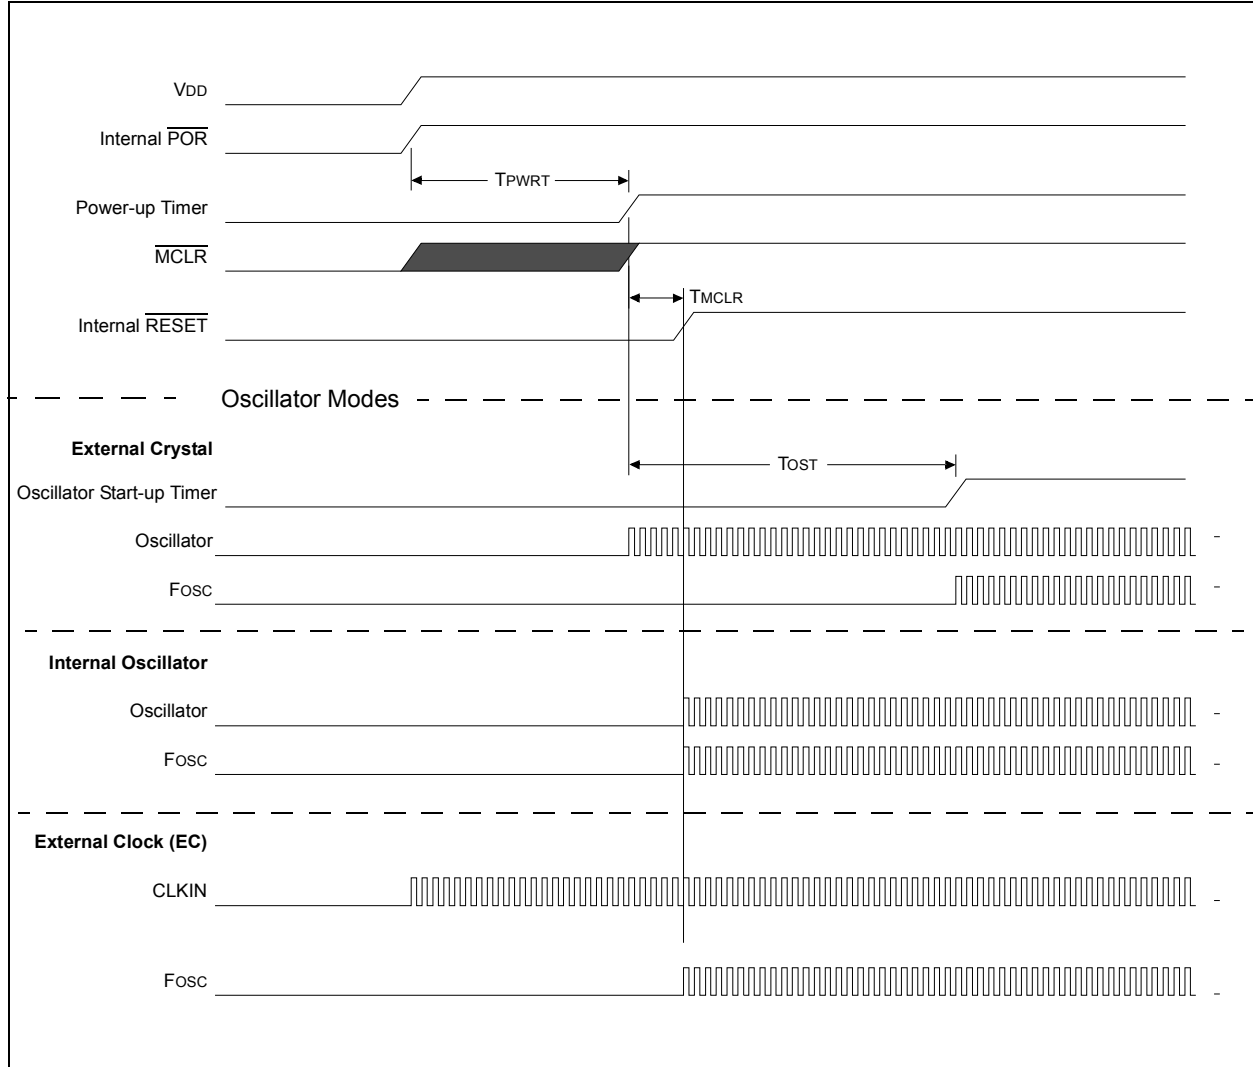 VDD
Internal POR
TPWRT
Power-up Timer
MCLR
TMCLR
Internal RESET
Oscillator Modes
External Crystal
TOST
Oscillator Start-up Timer
Oscillator
FOSC
Internal Oscillator
Oscillator
FOSC
External Clock (EC)
CLKIN
FOSC